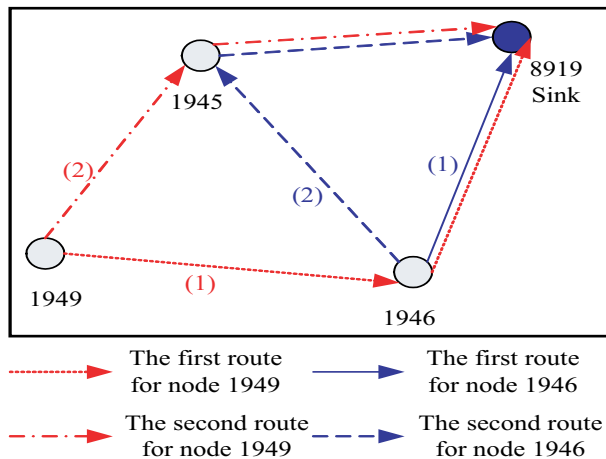 8919
Sink
1945
(2)
(2)
(1)
1949
(1)
1946
The first route
for node 1949
The first route
for node 1946
The second route
for node 1949
The second route
for node 1946